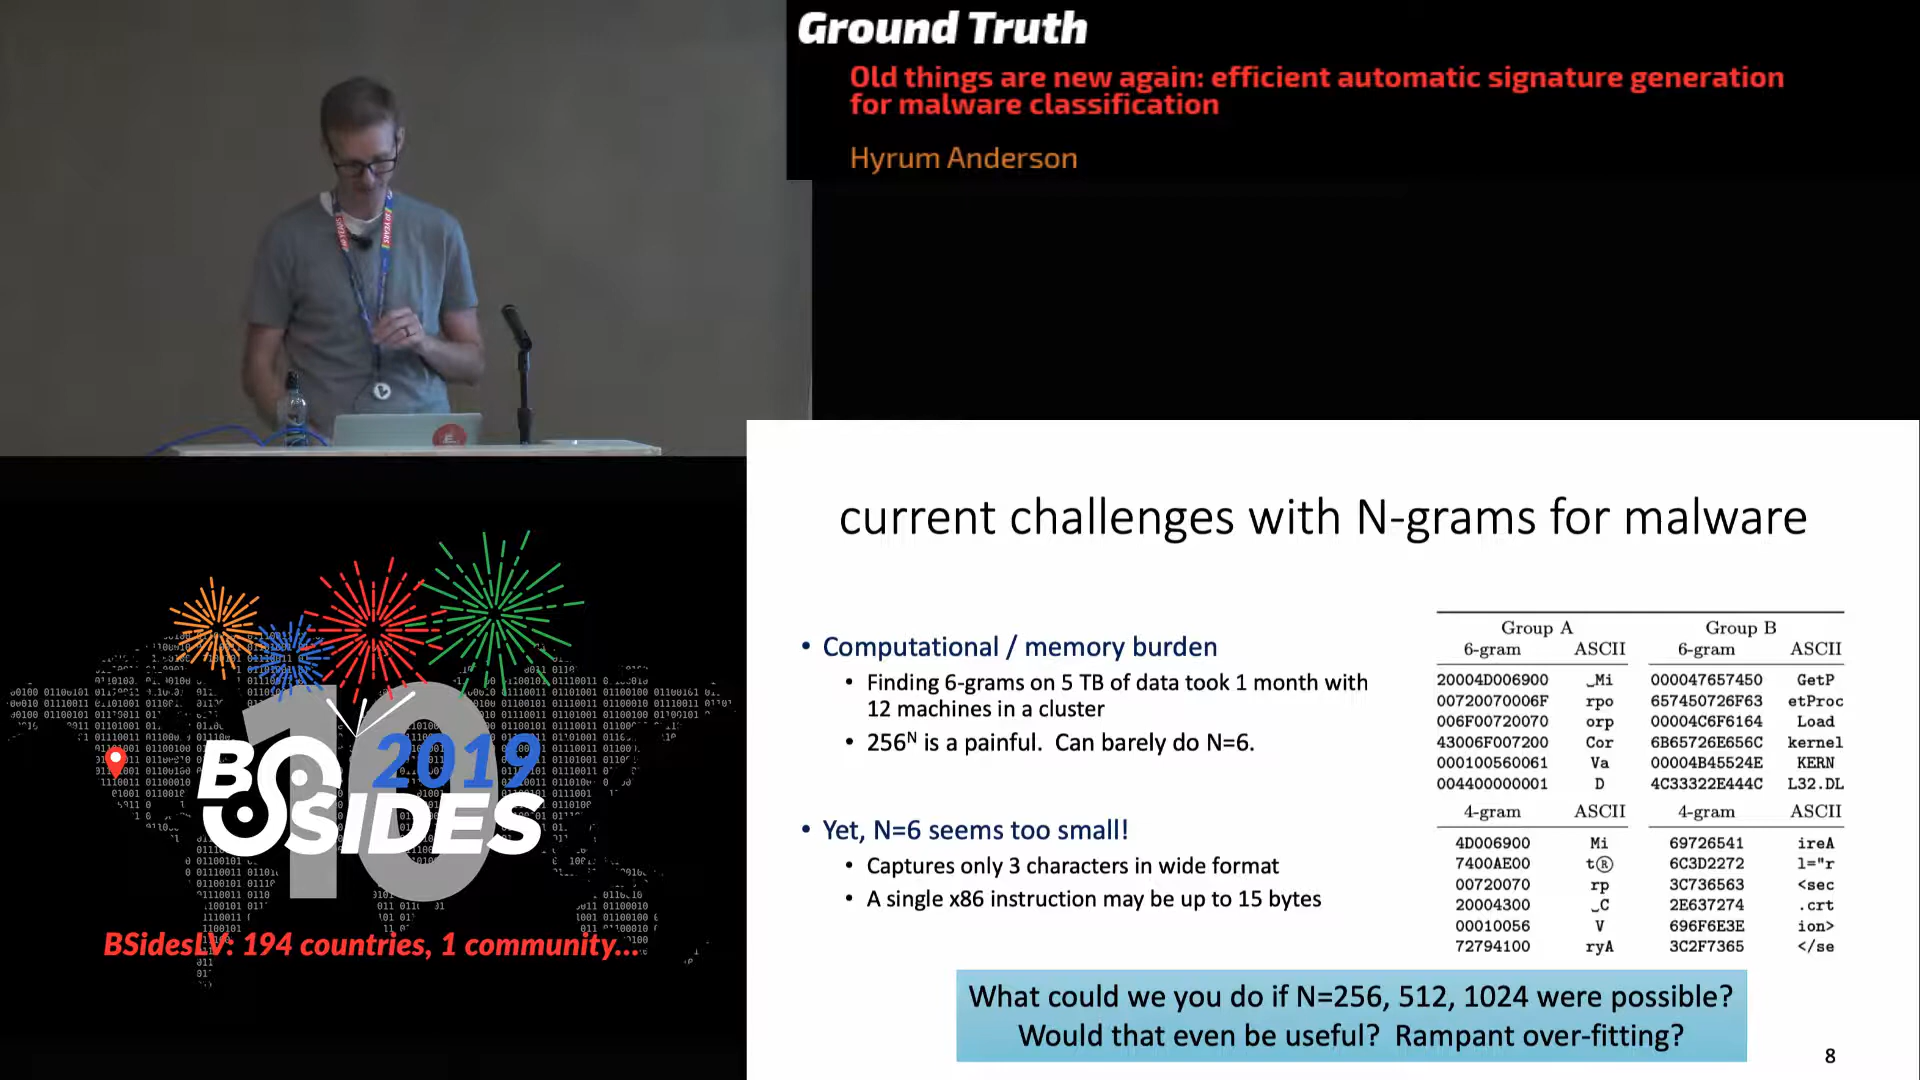 Ground Truth
Old things are new again: efficient automatic signature generation
for malware classification
Hyrum Anderson
current challenges with N-grams for malware
• Computational / memory burden
• Finding 6-grams on 5 TB of data took 1 month with
12 machines in a cluster
• 256ᴺ is a painful. Can barely do N=6.
• Yet, N=6 seems too small!
• Captures only 3 characters in wide format
• A single x86 instruction may be up to 15 bytes
Group A Group B
6-gram ASCII 6-gram ASCII
20004D006900 ⌣Mi 000047657450 GetP
00720070006F rpo 657450726F63 etProc
006F00720070 orp 00004C6F6164 Load
43006F007200 Cor 6B65726E656C kernel
000100560061 Va 00004B45524E KERN
004400000001 D 4C33322E444C L32.DL
4-gram ASCII 4-gram ASCII
4D006900 Mi 69726541 ireA
7400AE00 t® 6C3D2272 l="r
00720070 rp 3C736563 <sec
20004300 ⌣C 2E637274 .crt
00010056 V 696F6E3E ion>
72794100 ryA 3C2F7365 </se
What could we you do if N=256, 512, 1024 were possible?
Would that even be useful? Rampant over-fitting?
8
10
2019
BSIDES
BSidesLV: 194 countries, 1 community...